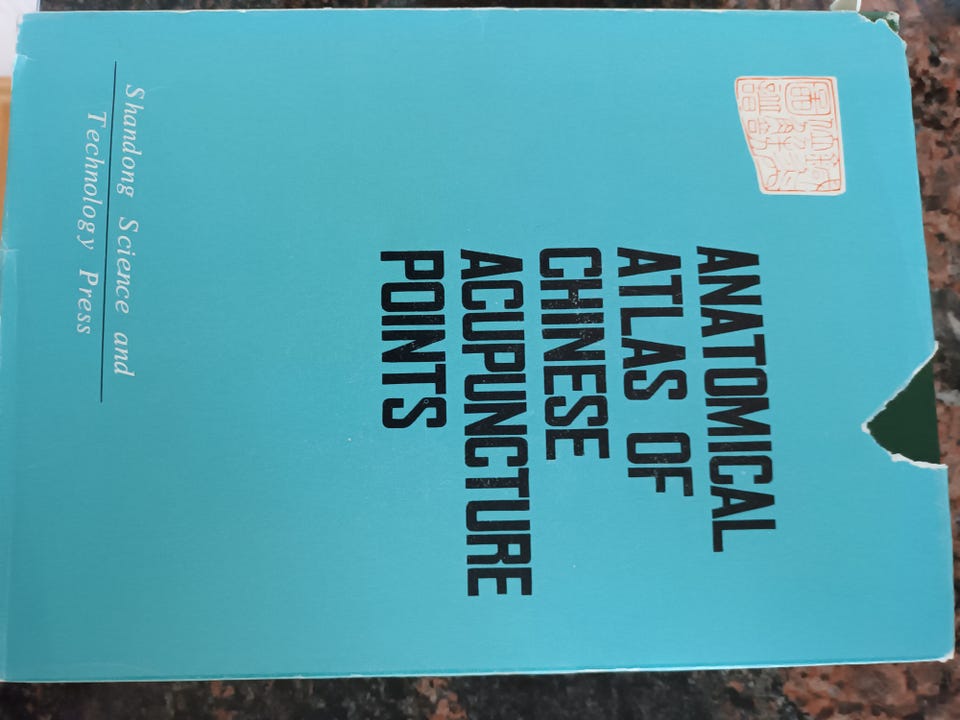 ANATOMICAL
ATLAS OF
CHINESE
ACUPUNCTURE
POINTS
Shandong Science and
Technology Press